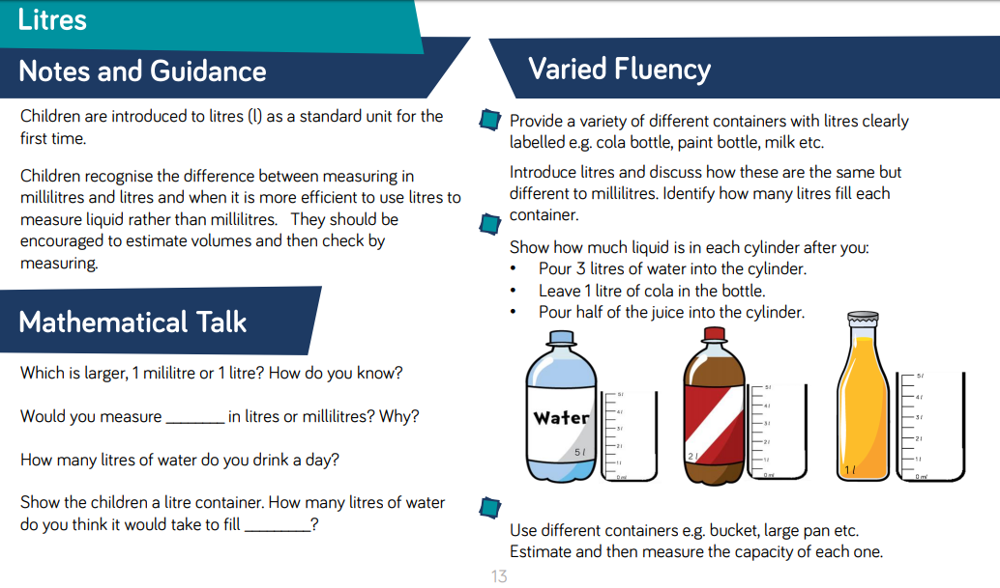 Litres
Notes and Guidance
Children are introduced to litres (l) as a standard unit for the
first time.
Children recognise the difference between measuring in
millilitres and litres and when it is more efficient to use litres to
measure liquid rather than millilitres.   They should be
encouraged to estimate volumes and then check by
measuring.
Mathematical Talk
Which is larger, 1 mililitre or 1 litre? How do you know?
Would you measure _______ in litres or millilitres? Why?
How many litres of water do you drink a day?
Show the children a litre container. How many litres of water
do you think it would take to fill ________?
Varied Fluency
Provide a variety of different containers with litres clearly
labelled e.g. cola bottle, paint bottle, milk etc.
Introduce litres and discuss how these are the same but
different to millilitres. Identify how many litres fill each
container.
Show how much liquid is in each cylinder after you:
• Pour 3 litres of water into the cylinder.
• Leave 1 litre of cola in the bottle.
• Pour half of the juice into the cylinder.
Water
5 l
5 l
4 l
3 l
2 l
1 l
0 ml
2 l
5 l
4 l
3 l
2 l
1 l
0 ml
1 l
5 l
4 l
3 l
2 l
1 l
0 ml
Use different containers e.g. bucket, large pan etc.
Estimate and then measure the capacity of each one.
13